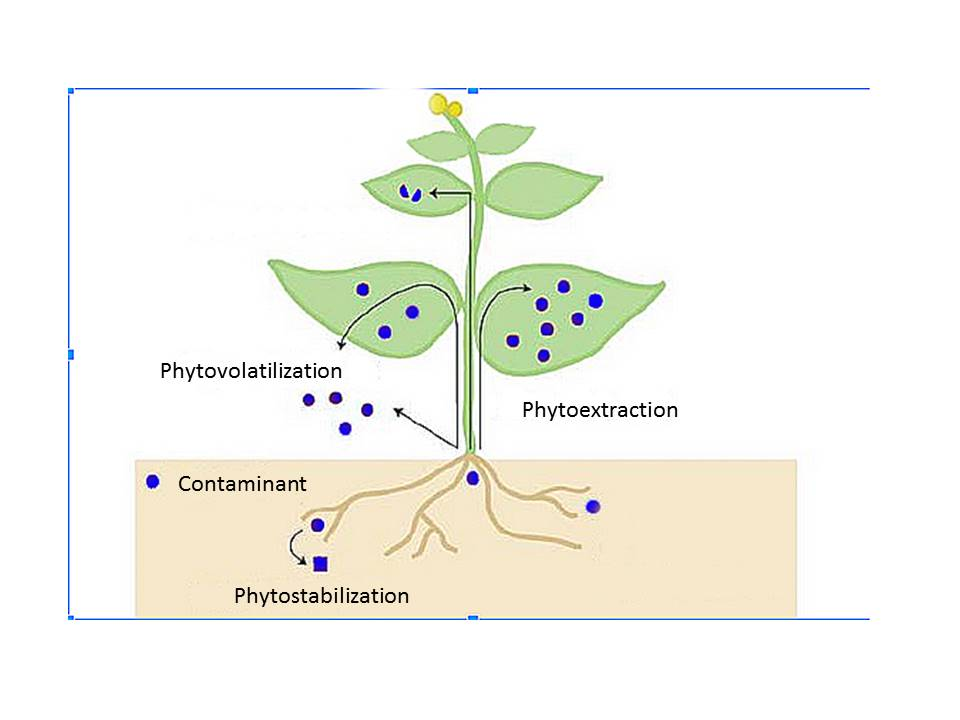 Phytovolatilization
Phytoextraction
Contaminant
Phytostabilization